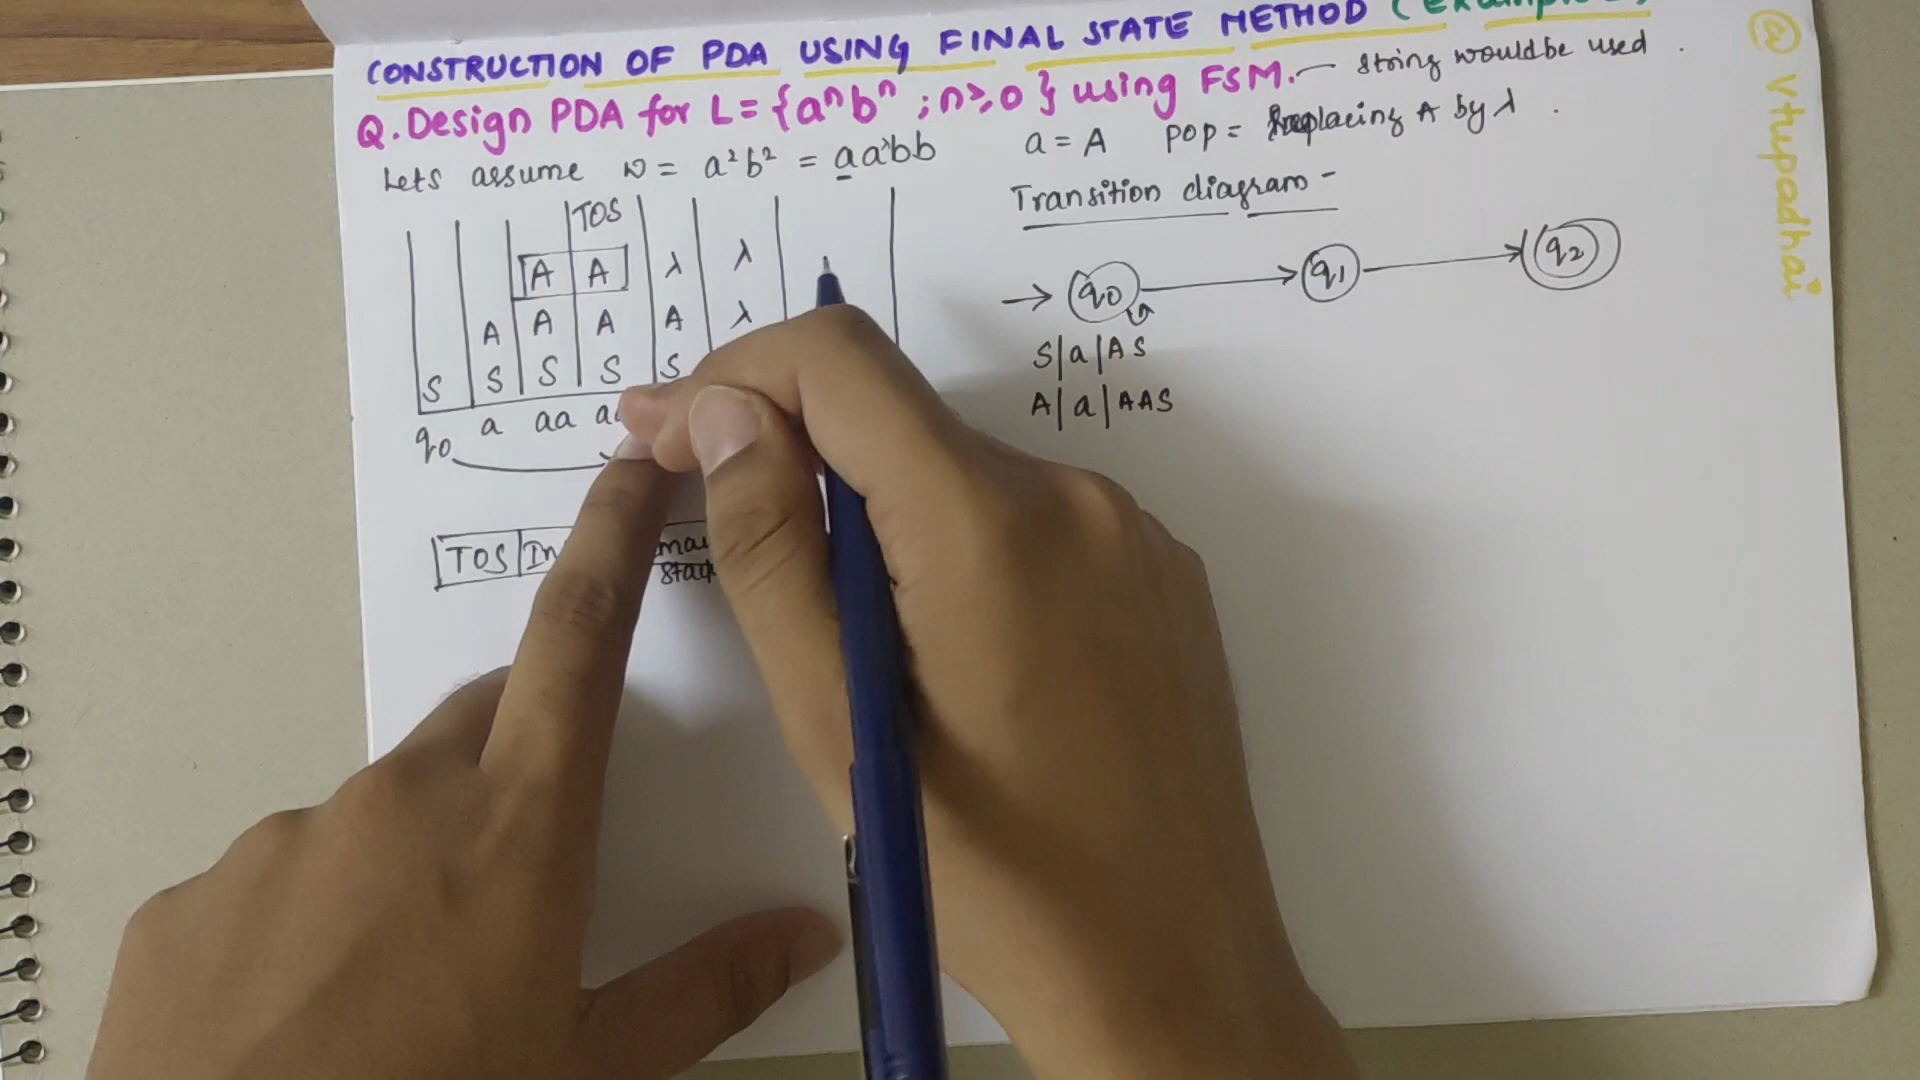 CONSTRUCTION OF PDA USING FINAL STATE METHOD (
Q. Design PDA for L = {aⁿbⁿ ; n≥0} using FSM. — string would be used .
Lets assume w = a²b² = aabb
a = A pop = Replacing A by λ .
Transition diagram -
TOS
A A λ λ
A A A A λ
S S S S S
a aa
q0
→ q0 → q1 → q2
S|a|AS
A|a|AAS
TOS
@vtupadhai